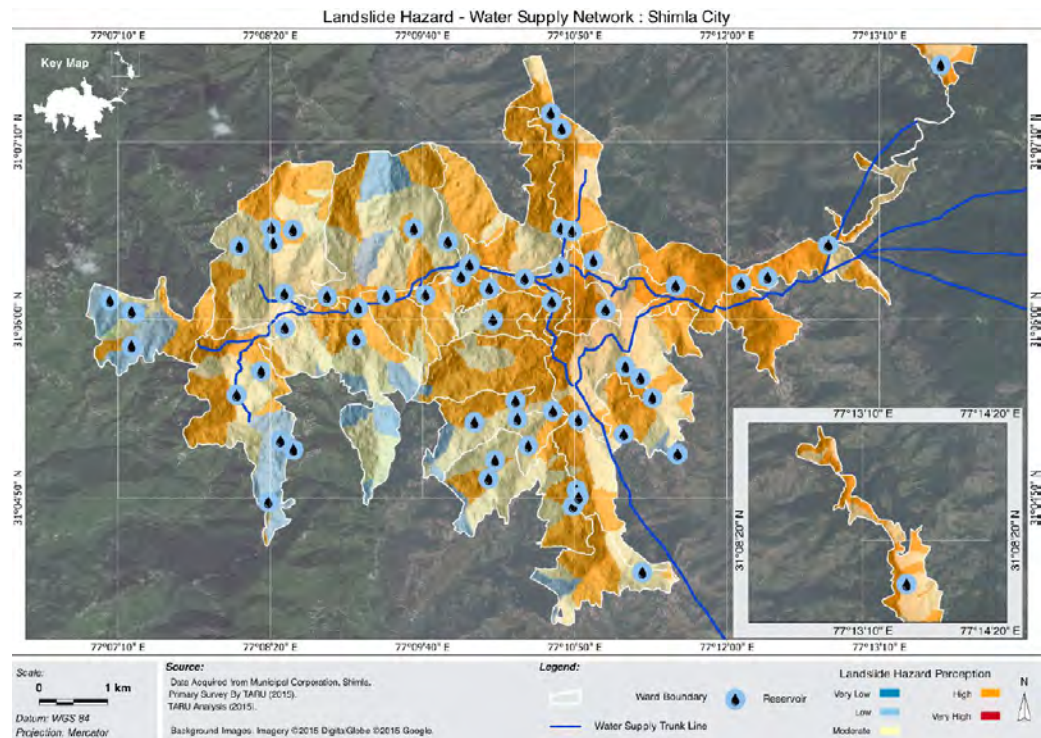 Landslide Hazard - Water Supply Network : Shimla City
77°07'10" E 77°08'20" E 77°09'40" E 77°10'50" E 77°12'00" E 77°13'10" E
Key Map
31°07'10" N
31°07'10" N
31°36'00" N
31°36'00" N
31°04'50" N
31°04'50" N
77°13'10" E 77°14'20" E
31°08'20" N
31°08'20" N
77°13'10" E 77°14'20" E
77°07'10" E 77°08'20" E 77°09'40" E 77°10'50" E 77°12'00" E
Scale:
0 1 km
Datum: WGS 84
Projection: Mercator
Source:
Data Acquired from Municipal Corporation, Shimla.
Primary Survey By TARU (2015).
TARU Analysis (2015).
Background Images: Imagery ©2015 DigitalGlobe ©2015 Google.
Legend:
Ward Boundary
Reservoir
Water Supply Trunk Line
Landslide Hazard Perception
Very Low
High
Low
Very High
Moderate
N